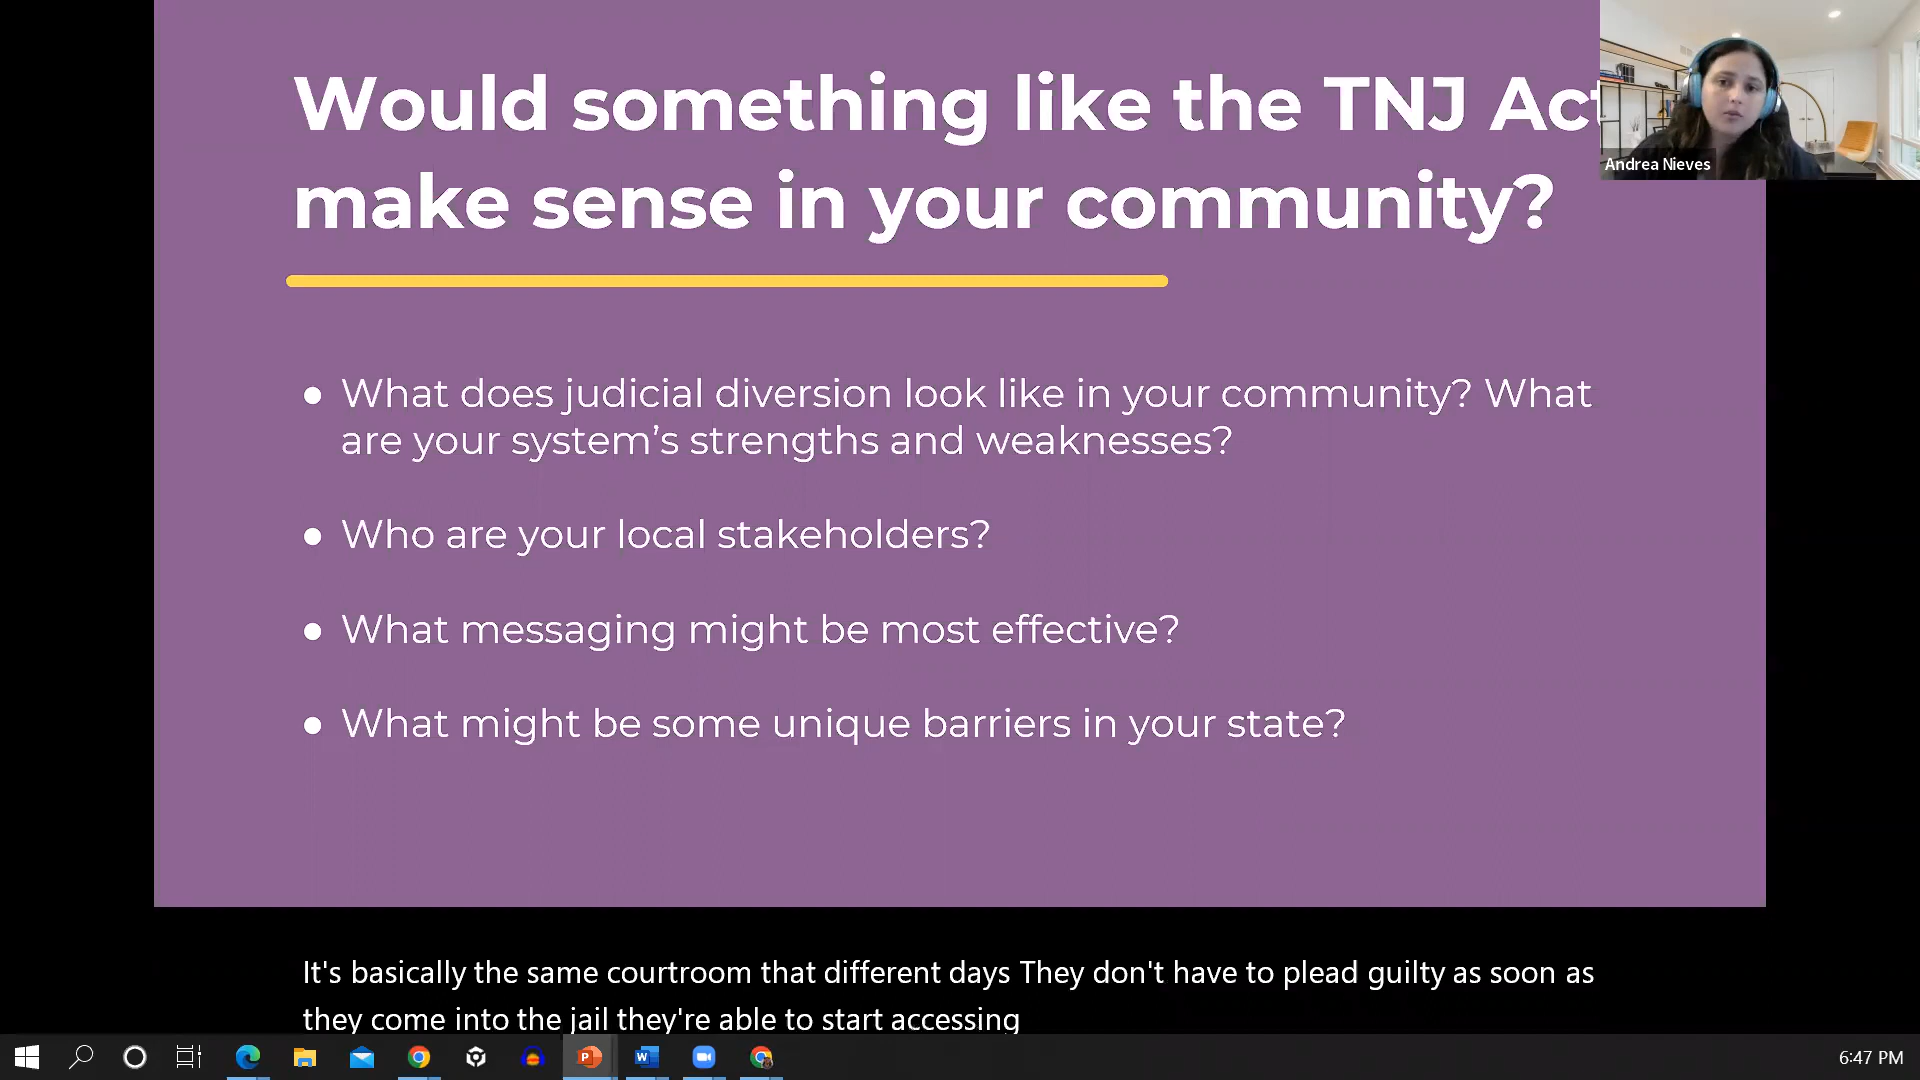 Would something like the TNJ Act
make sense in your community?
Andrea Nieves
● What does judicial diversion look like in your community? What
are your system’s strengths and weaknesses?
● Who are your local stakeholders?
● What messaging might be most effective?
● What might be some unique barriers in your state?
It's basically the same courtroom that different days They don't have to plead guilty as soon as
they come into the jail they're able to start accessing
6:47 PM